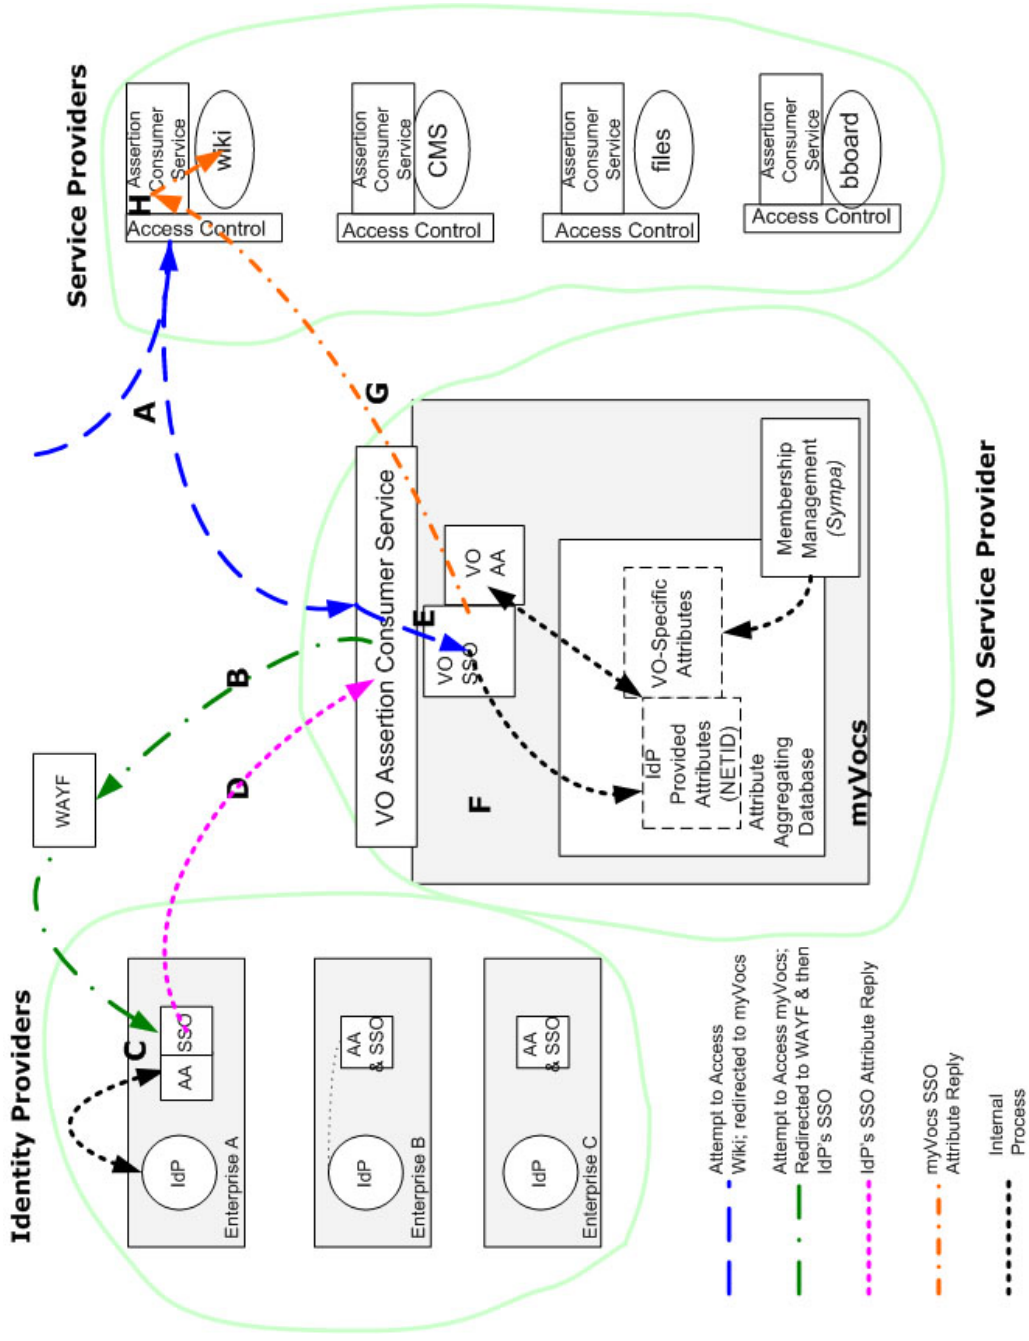 Identity Providers
Service Providers
VO Service Provider
WAYF
A
B
C
D
E
F
G
H
IdP
AA
SSO
Enterprise A
IdP
AA
& SSO
Enterprise B
IdP
AA
& SSO
Enterprise C
VO Assertion Consumer Service
VO
SSO
VO
AA
IdP
Provided
Attributes
(NETID)
VO-Specific
Attributes
Attribute
Aggregating
Database
Membership
Management
(Sympa)
myVocs
Assertion
Consumer
Service
wiki
Access Control
Assertion
Consumer
Service
CMS
Access Control
Assertion
Consumer
Service
files
Access Control
Assertion
Consumer
Service
bboard
Access Control
Attempt to Access
Wiki; redirected to myVocs
Attempt to Access myVocs;
Redirected to WAYF & then
IdP's SSO
IdP's SSO Attribute Reply
myVocs SSO
Attribute Reply
Internal
Process